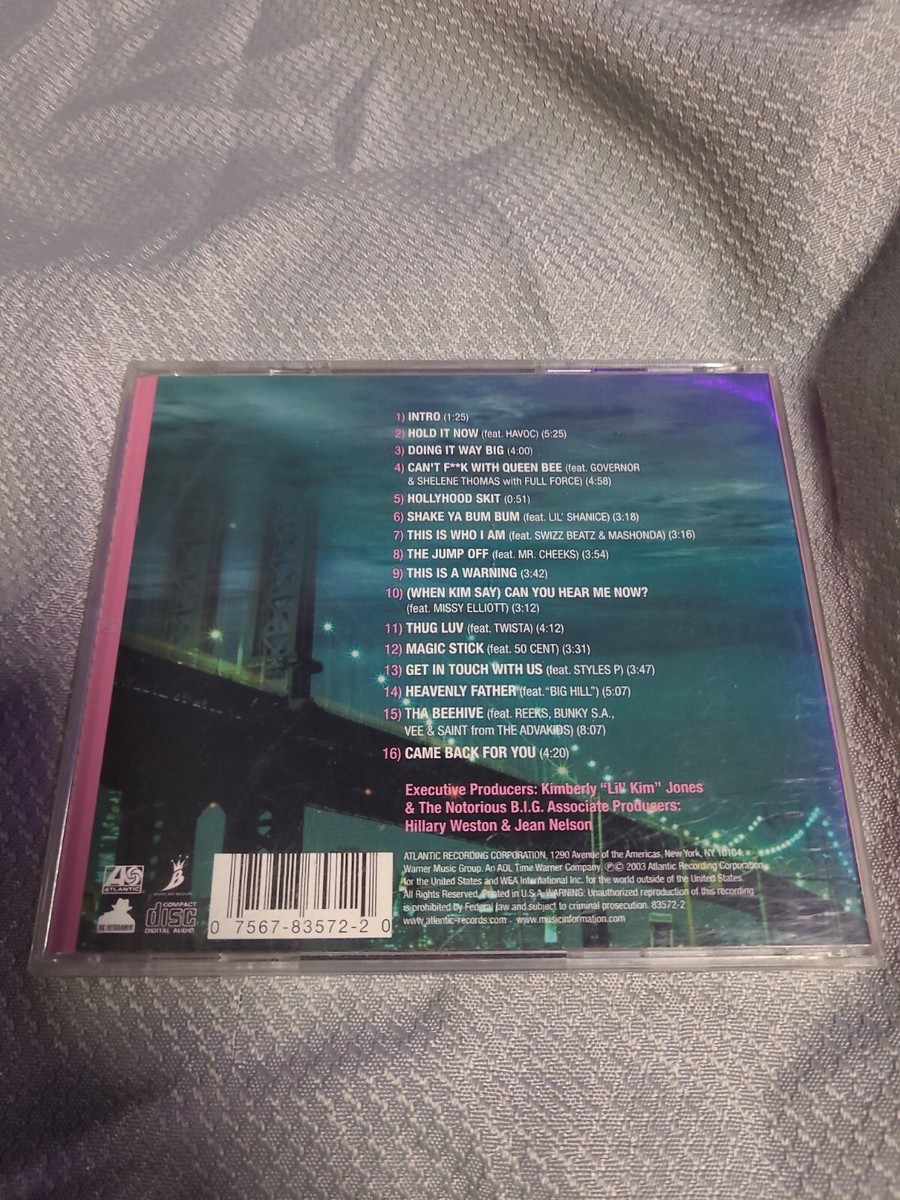 1) INTRO (1:25)
2) HOLD IT NOW (feat. HAVOC) (5:25)
3) DOING IT WAY BIG (4:00)
4) CAN'T F**K WITH QUEEN BEE (feat. GOVERNOR
& SHELENE THOMAS with FULL FORCE) (4:58)
5) HOLLYHOOD SKIT (0:51)
6) SHAKE YA BUM BUM (feat. LIL' SHANICE) (3:18)
7) THIS IS WHO I AM (feat. SWIZZ BEATZ & MASHONDA) (3:16)
8) THE JUMP OFF (feat. MR. CHEEKS) (3:54)
9) THIS IS A WARNING (3:42)
10) (WHEN KIM SAY) CAN YOU HEAR ME NOW?
(feat. MISSY ELLIOTT) (3:12)
11) THUG LUV (feat. TWISTA) (4:12)
12) MAGIC STICK (feat. 50 CENT) (3:31)
13) GET IN TOUCH WITH US (feat. STYLES P) (3:47)
14) HEAVENLY FATHER (feat. "BIG HILL") (5:07)
15) THA BEEHIVE (feat. REEKS, BUNKY S.A.,
VEE & SAINT from THE ADVAKIDS) (8:07)
16) CAME BACK FOR YOU (4:20)
Executive Producers: Kimberly "Lil' Kim" Jones
& The Notorious B.I.G. Associate Producers:
Hillary Weston & Jean Nelson
ATLANTIC RECORDING CORPORATION, 1290 Avenue of the Americas, New York, NY 10104.
Warner Music Group. An AOL Time Warner Company. ℗© 2003 Atlantic Recording Corporation
for the United States and WEA International Inc. for the world outside of the United States.
All Rights Reserved. Printed in U.S.A. WARNING: Unauthorized reproduction of this recording
is prohibited by Federal law and subject to criminal prosecution. 83572-2
www.atlantic-records.com www.musicinformation.com
ATLANTIC
BIG ENTERTAINMENT
COMPACT
disc
DIGITAL AUDIO
0 7567-83572-2 0